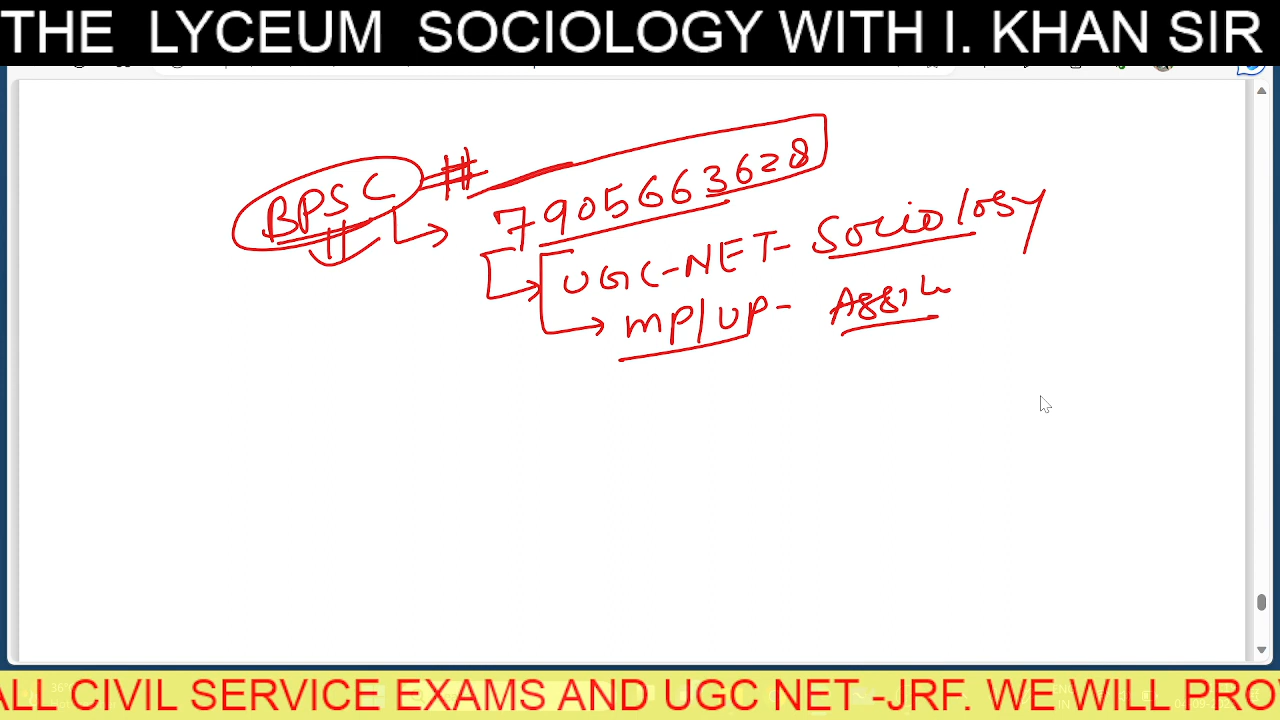 THE LYCEUM SOCIOLOGY WITH I. KHAN SIR
BPSC # 7905663628
UGC-NET- Sociology
MP/UP-
ALL CIVIL SERVICE EXAMS AND UGC NET -JRF. WE WILL PRO